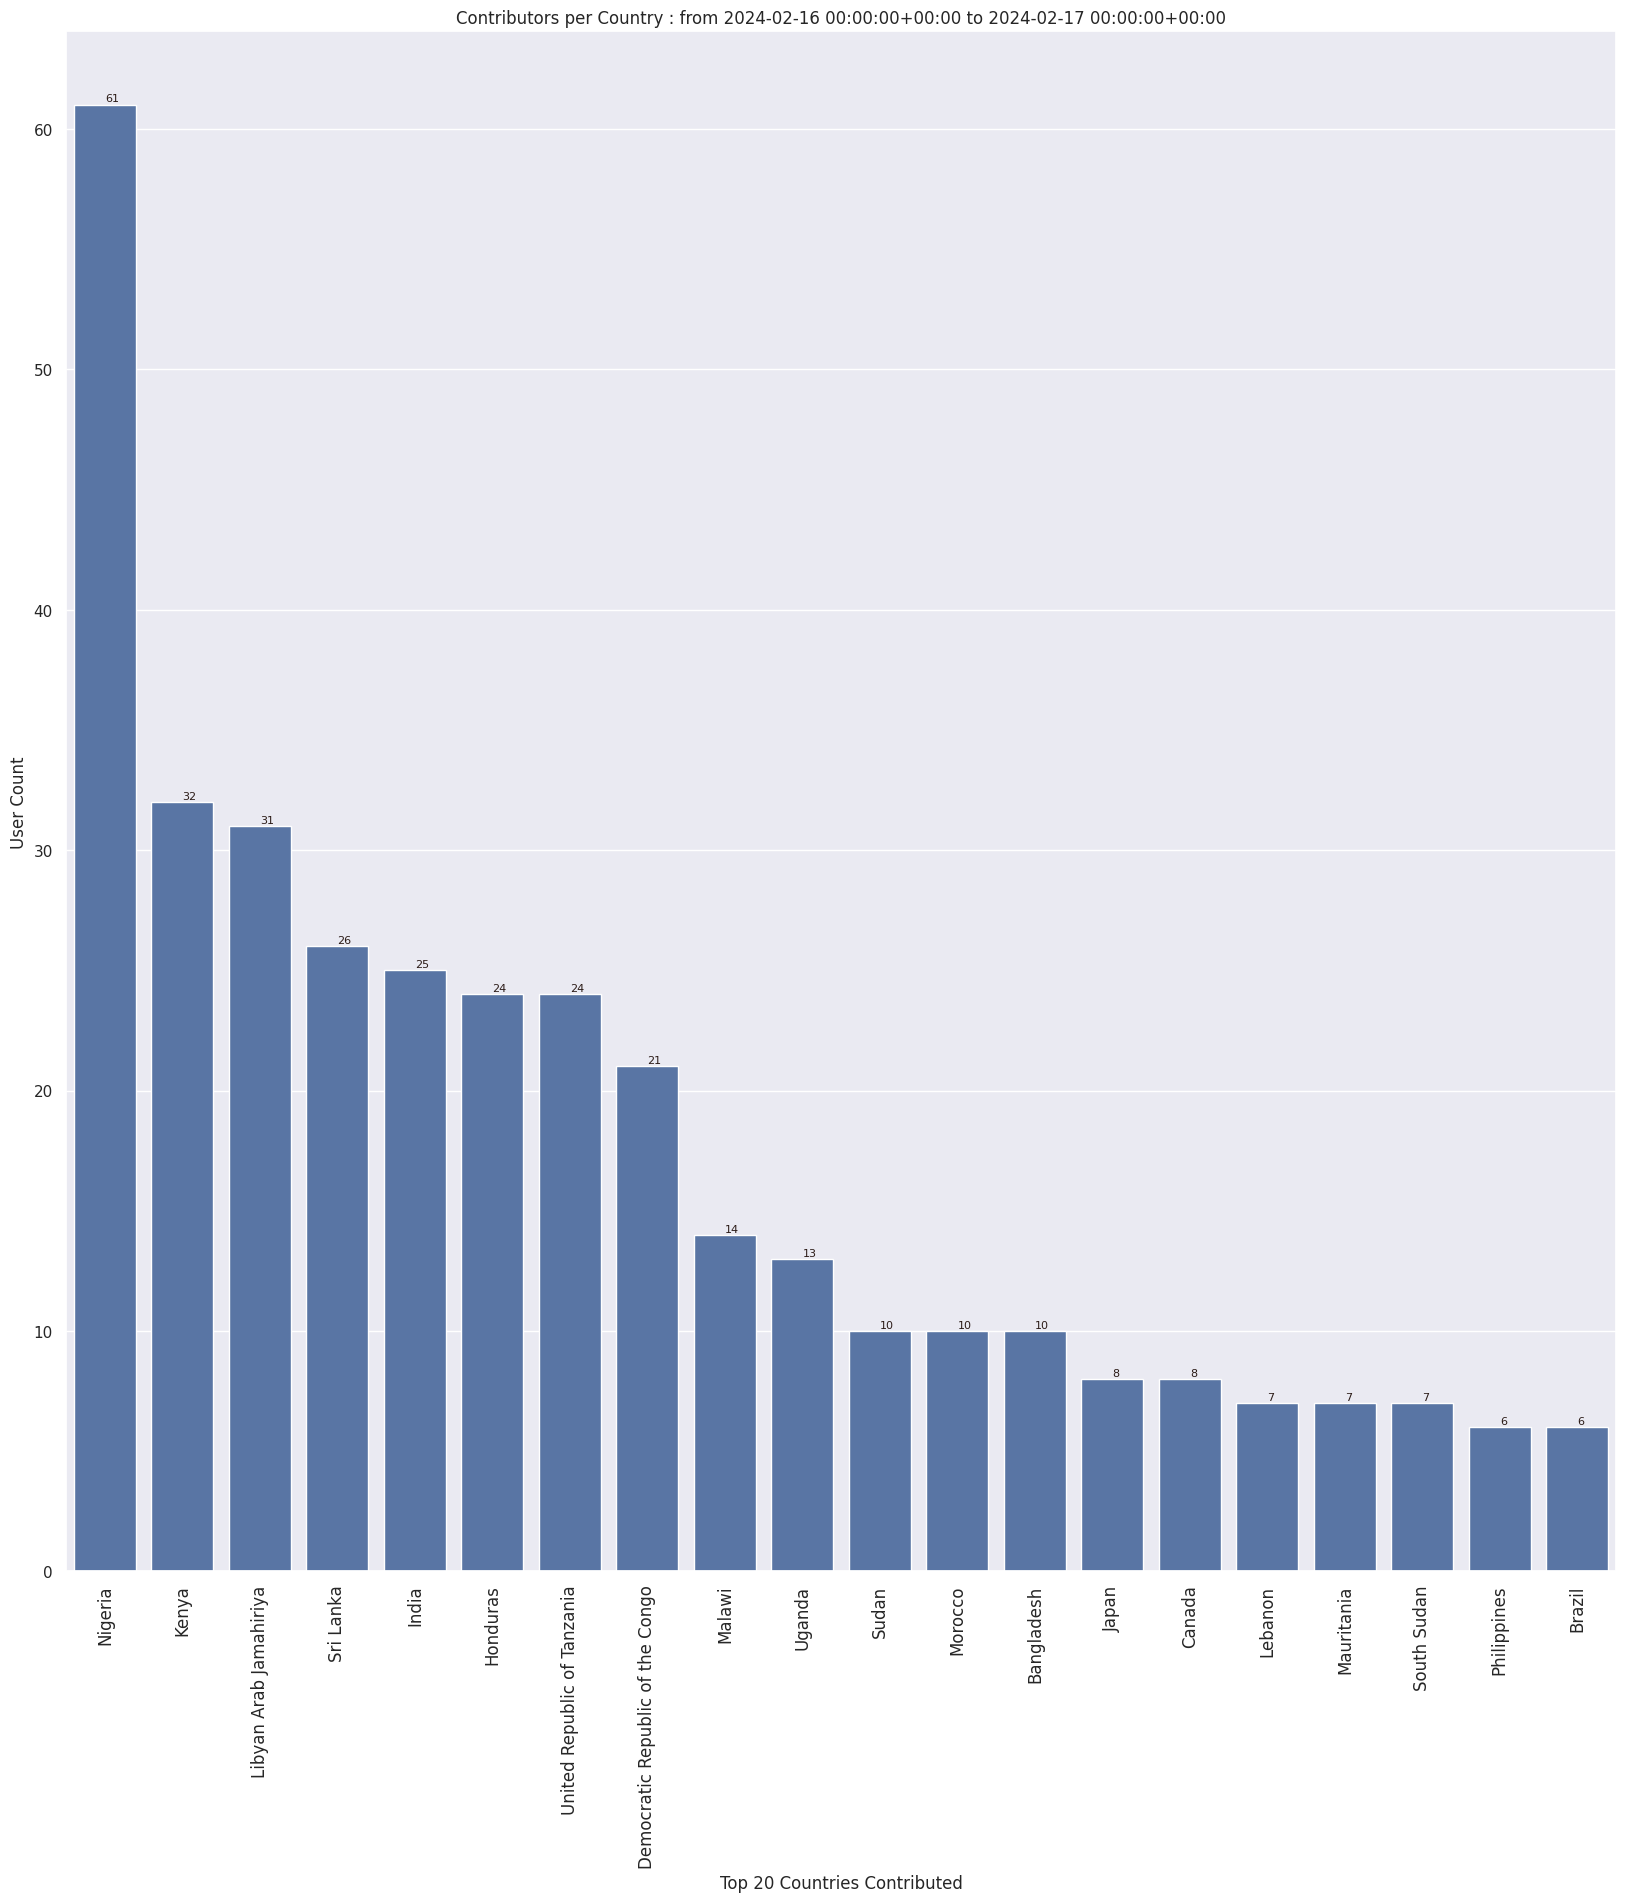 Contributors per Country : from 2024-02-16 00:00:00+00:00 to 2024-02-17 00:00:00+00:00
User Count
60
50
40
30
20
10
0
61
32
31
26
25
24
24
21
14
13
10
10
10
8
8
7
7
7
6
6
Nigeria
Kenya
Libyan Arab Jamahiriya
Sri Lanka
India
Honduras
United Republic of Tanzania
Democratic Republic of the Congo
Malawi
Uganda
Sudan
Morocco
Bangladesh
Japan
Canada
Lebanon
Mauritania
South Sudan
Philippines
Brazil
Top 20 Countries Contributed